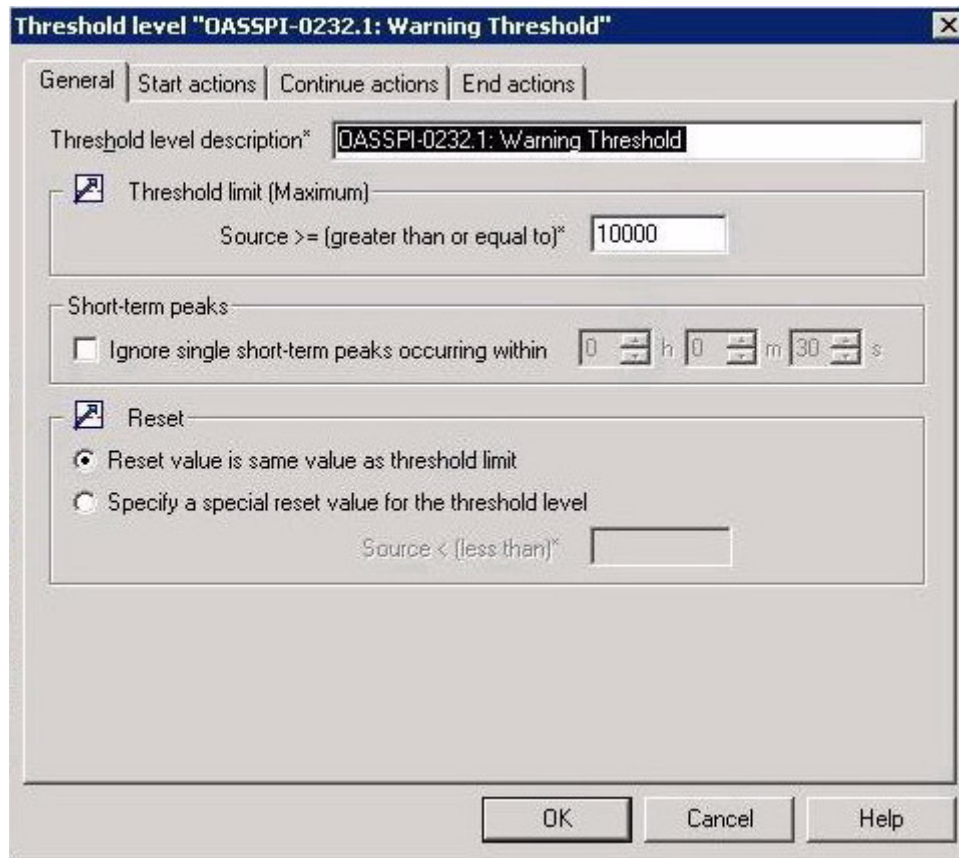 Threshold level "OASSPI-0232.1: Warning Threshold"
General Start actions Continue actions End actions
Threshold level description* OASSPI-0232.1: Warning Threshold
Threshold limit (Maximum)
Source >= (greater than or equal to)* 10000
Short-term peaks
Ignore single short-term peaks occurring within 0 h 0 m 30 s
Reset
Reset value is same value as threshold limit
Specify a special reset value for the threshold level
Source < (less than)*
OK Cancel Help